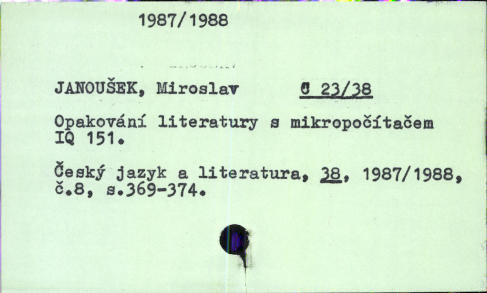 1987/1988
JANOUŠEK, Miroslav Č 23/38
Opakování literatury s mikropočítačem
IQ 151.
Český jazyk a literatura, 38, 1987/1988,
č.8, s.369-374.